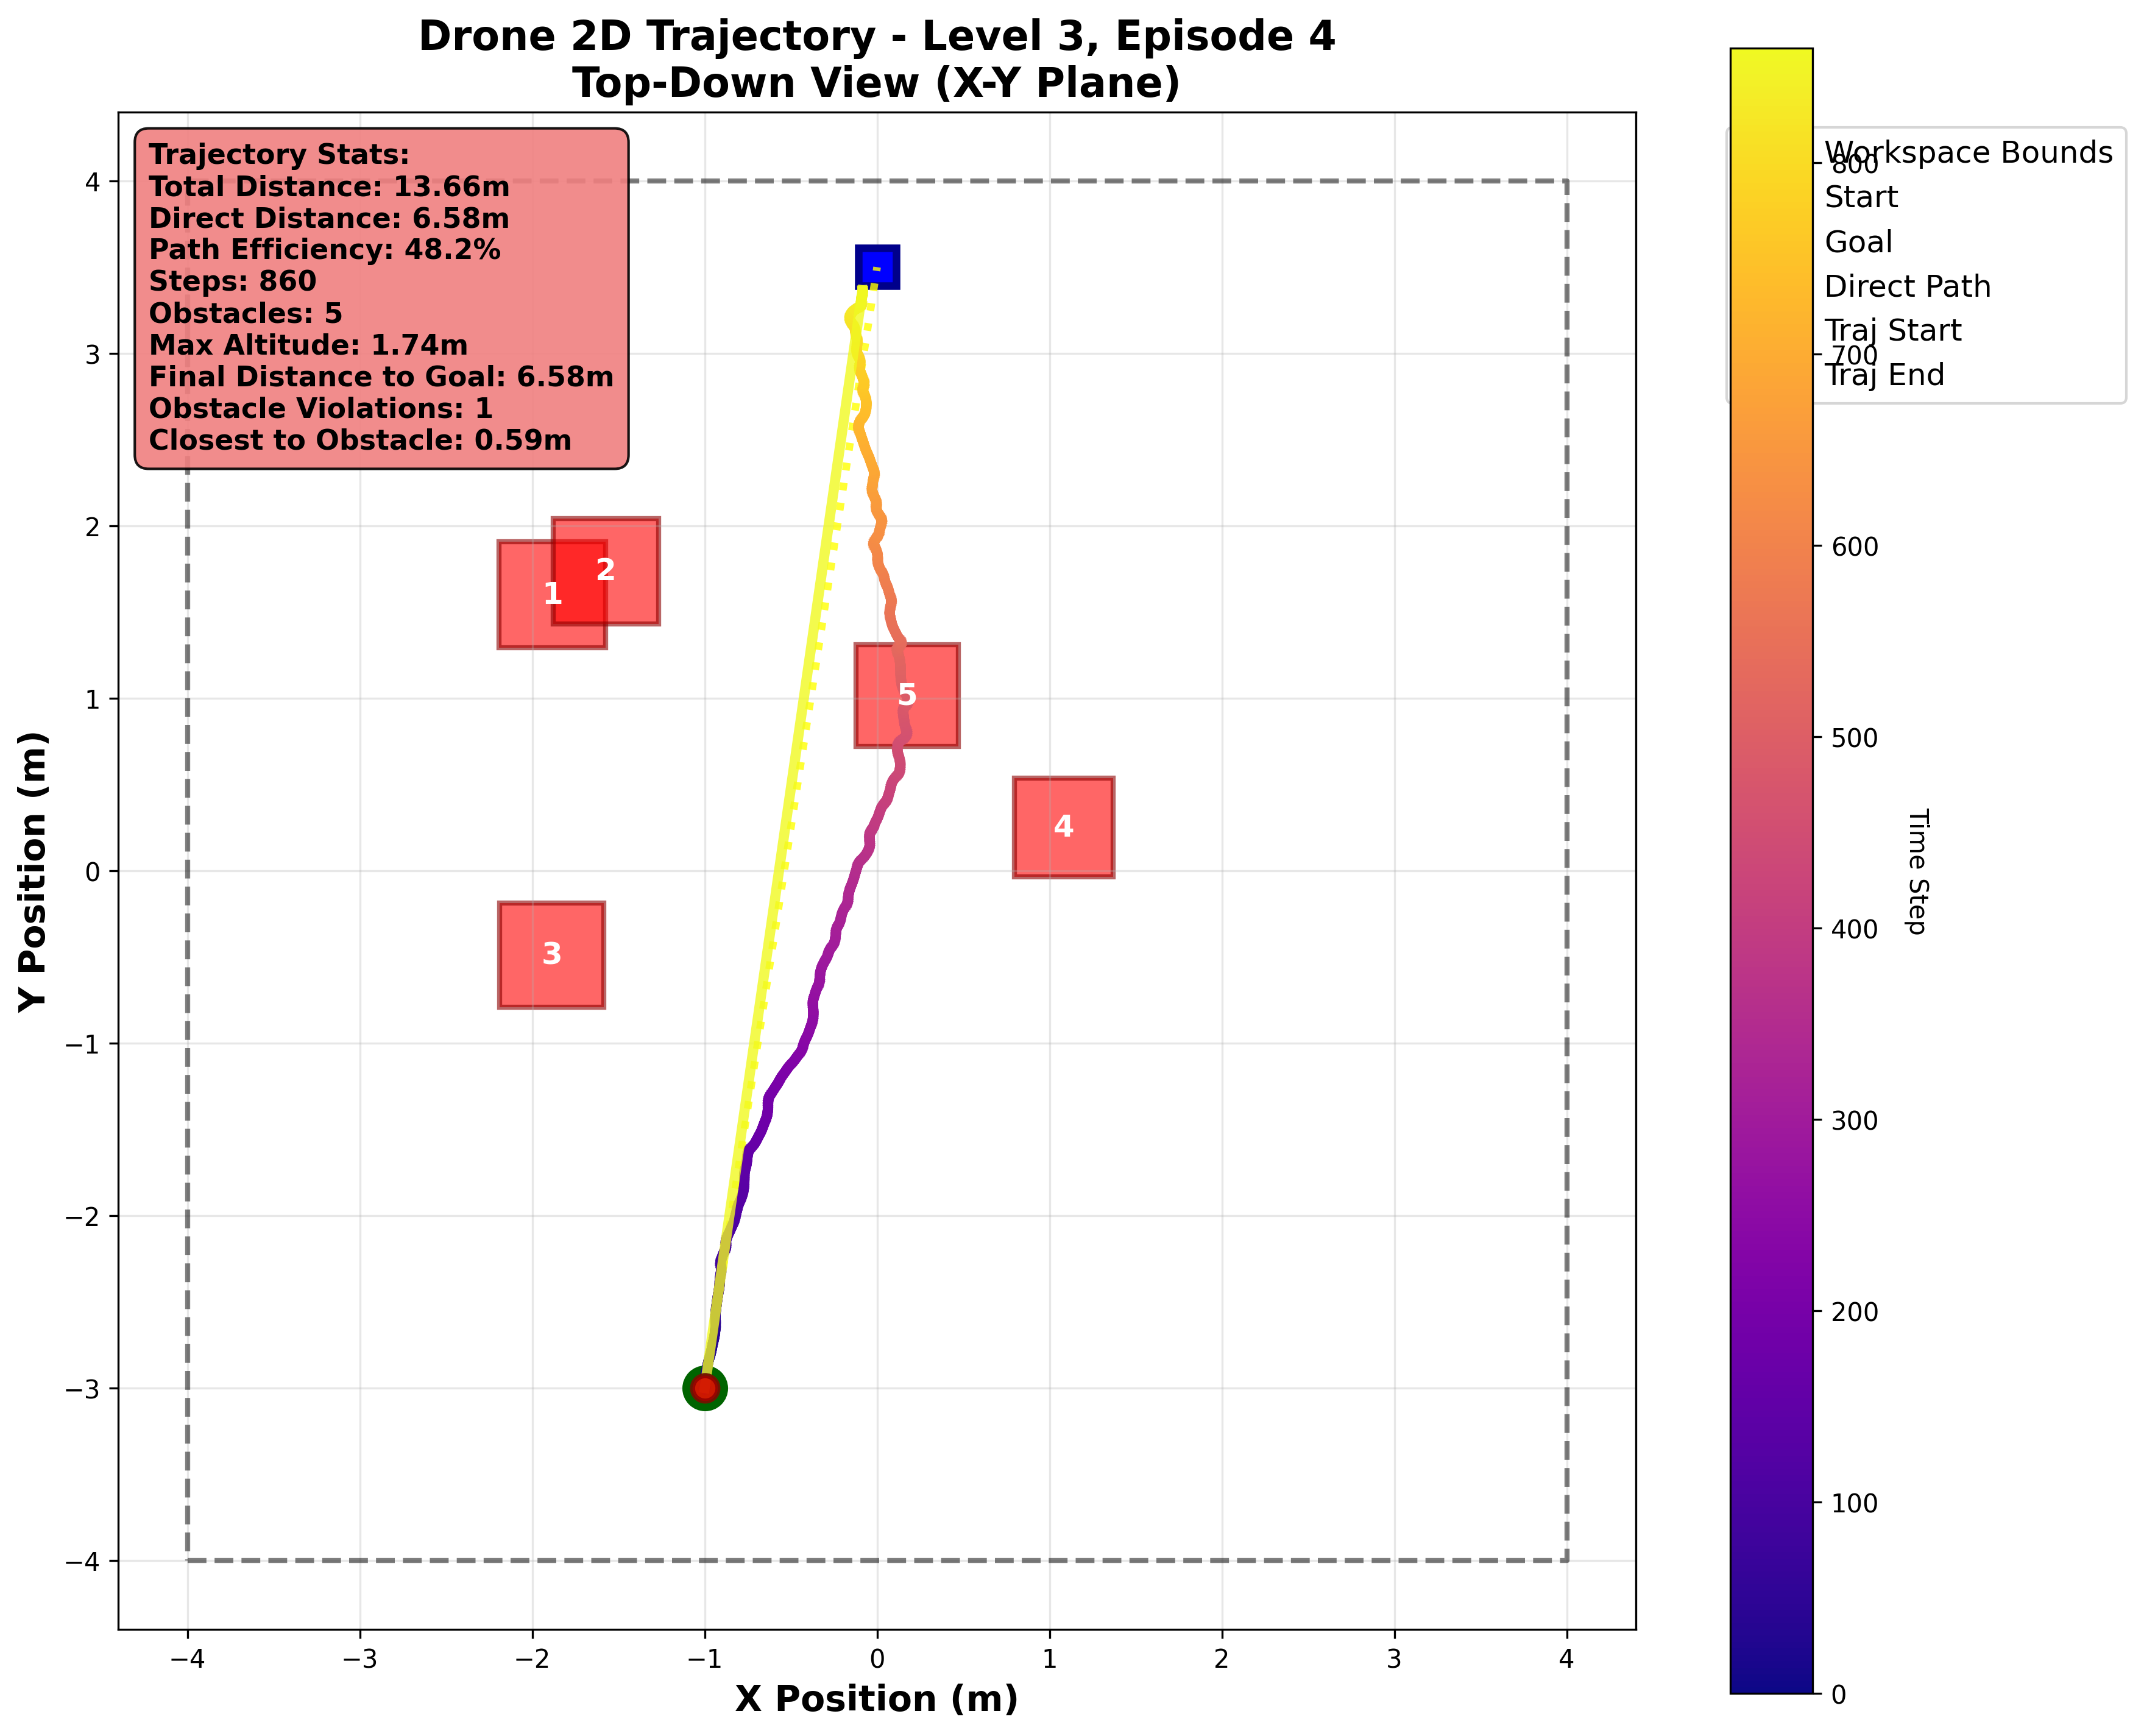 Drone 2D Trajectory - Level 3, Episode 4
Top-Down View (X-Y Plane)
Trajectory Stats:
Total Distance: 13.66m
Direct Distance: 6.58m
Path Efficiency: 48.2%
Steps: 860
Obstacles: 5
Max Altitude: 1.74m
Final Distance to Goal: 6.58m
Obstacle Violations: 1
Closest to Obstacle: 0.59m
Workspace Bounds
Start
Goal
Direct Path
Traj Start
Traj End
800
700
600
500
400
300
200
100
0
Time Step
1
2
3
4
5
4
3
2
1
0
−1
−2
−3
−4
Y Position (m)
−4
−3
−2
−1
0
1
2
3
4
X Position (m)